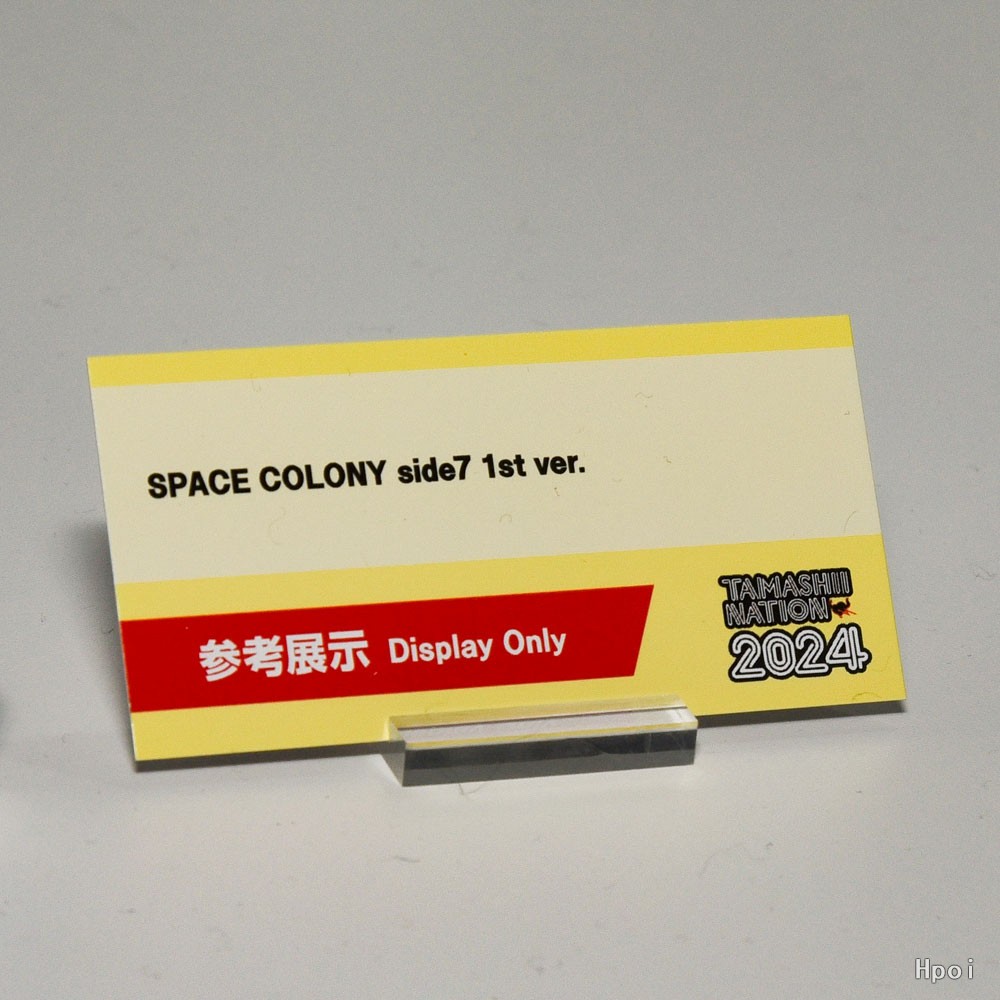 SPACE COLONY side7 1st ver.
参考展示 Display Only
TAMASHII
NATION
2024
Hpoi